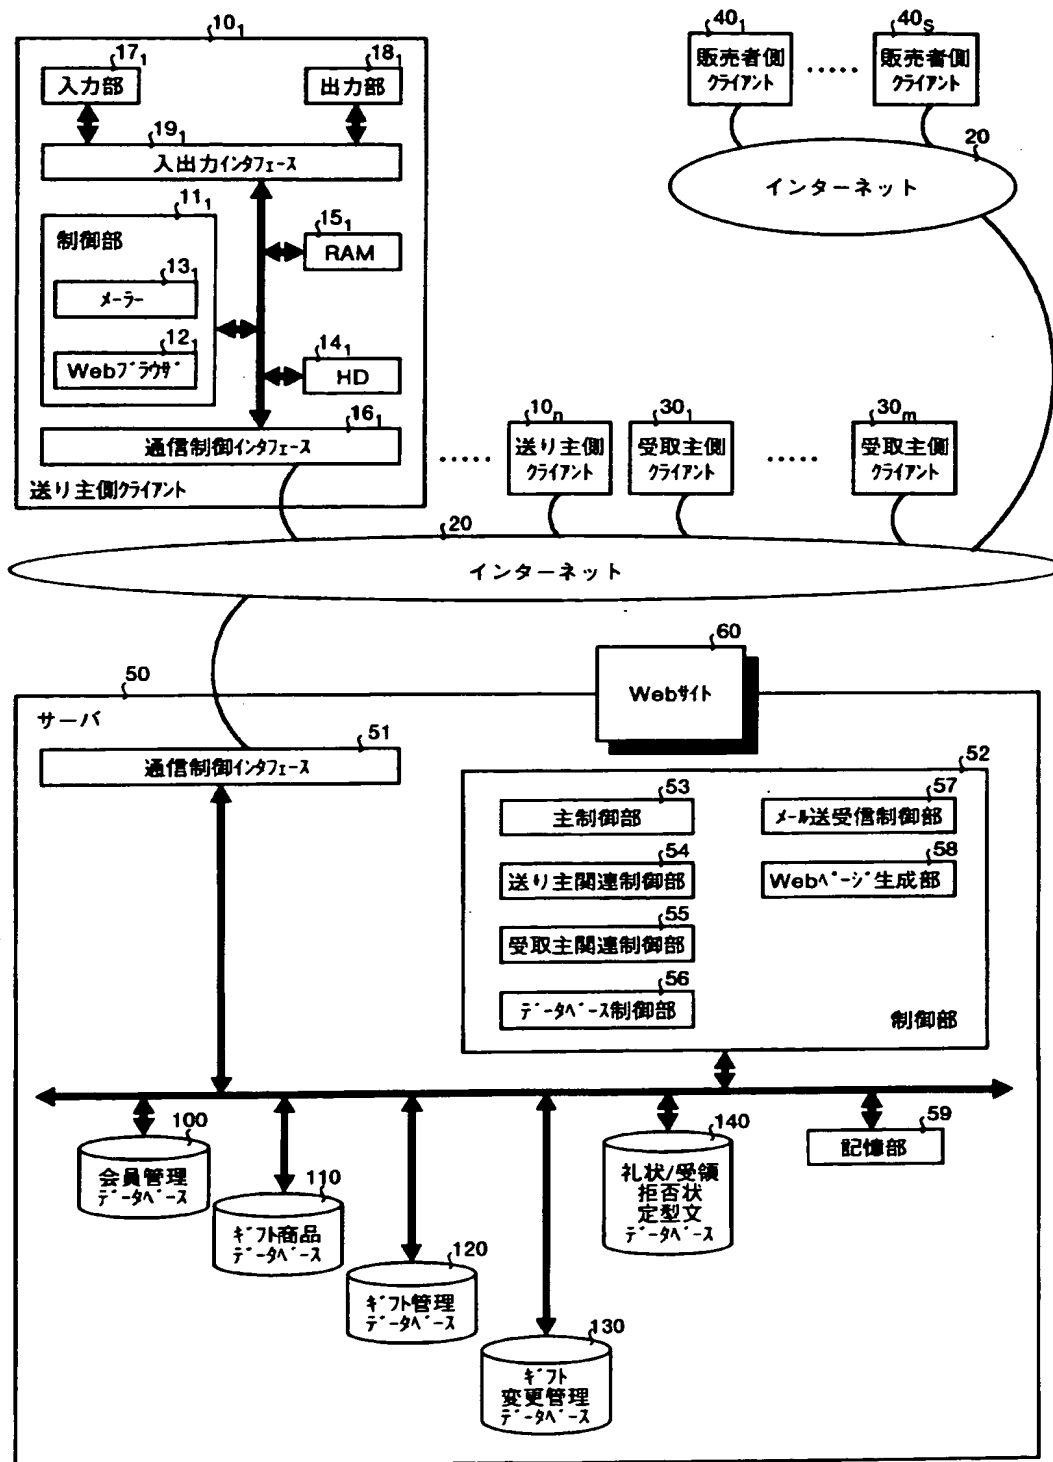 10₁
17₁
入力部
18₁
出力部
19₁
入出力ｲﾝﾀﾌｪｰｽ
11₁
制御部
13₁
ﾒｰﾗｰ
12₁
Webﾌﾞﾗｳｻﾞ
15₁
RAM
14₁
HD
16₁
通信制御ｲﾝﾀﾌｪｰｽ
送り主側ｸﾗｲｱﾝﾄ
40₁
販売者側
ｸﾗｲｱﾝﾄ
.....
40ₛ
販売者側
ｸﾗｲｱﾝﾄ
20
インターネット
.....
10ₙ
送り主側
ｸﾗｲｱﾝﾄ
30₁
受取主側
ｸﾗｲｱﾝﾄ
.....
30ₘ
受取主側
ｸﾗｲｱﾝﾄ
20
インターネット
60
Webｻｲﾄ
50
サーバ
51
通信制御ｲﾝﾀﾌｪｰｽ
52
53
主制御部
54
送り主関連制御部
55
受取主関連制御部
56
ﾃﾞｰﾀﾍﾞｰｽ制御部
57
ﾒｰﾙ送受信制御部
58
Webﾍﾟｰｼﾞ生成部
制御部
100
会員管理
ﾃﾞｰﾀﾍﾞｰｽ
110
ｷﾞﾌﾄ商品
ﾃﾞｰﾀﾍﾞｰｽ
120
ｷﾞﾌﾄ管理
ﾃﾞｰﾀﾍﾞｰｽ
130
ｷﾞﾌﾄ
変更管理
ﾃﾞｰﾀﾍﾞｰｽ
140
礼状/受領
拒否状
定型文
ﾃﾞｰﾀﾍﾞｰｽ
59
記憶部